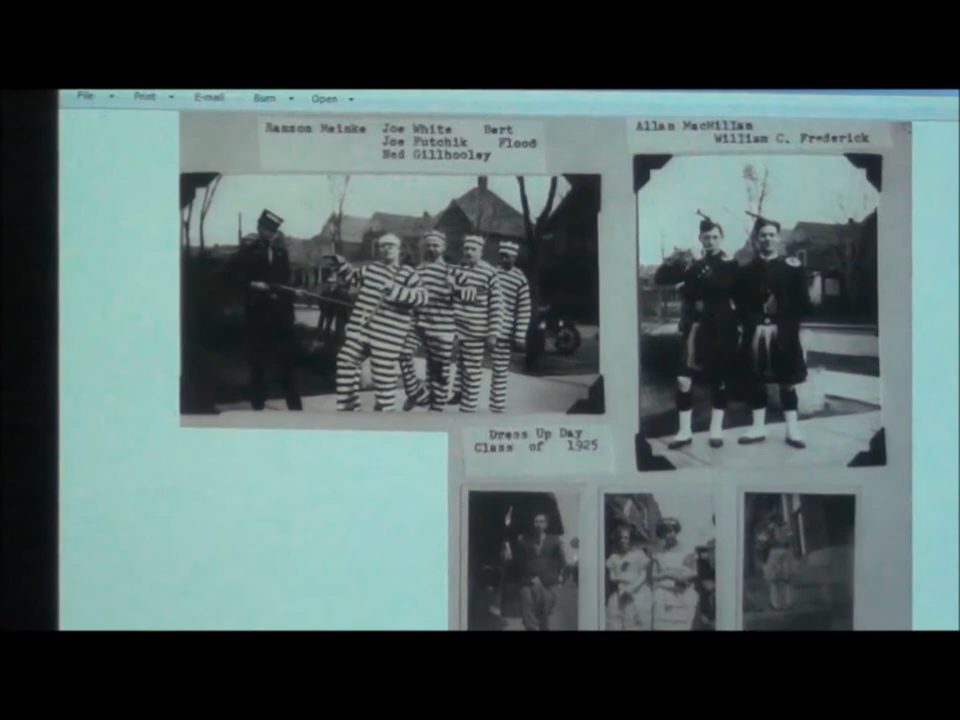 File Print E-mail Burn Open
Ramson Meinke Joe White Bert
Joe Futchik Flood
Ned Gillhooley
Allan MacMillan
William C. Frederick
Dress Up Day
Class of 1925